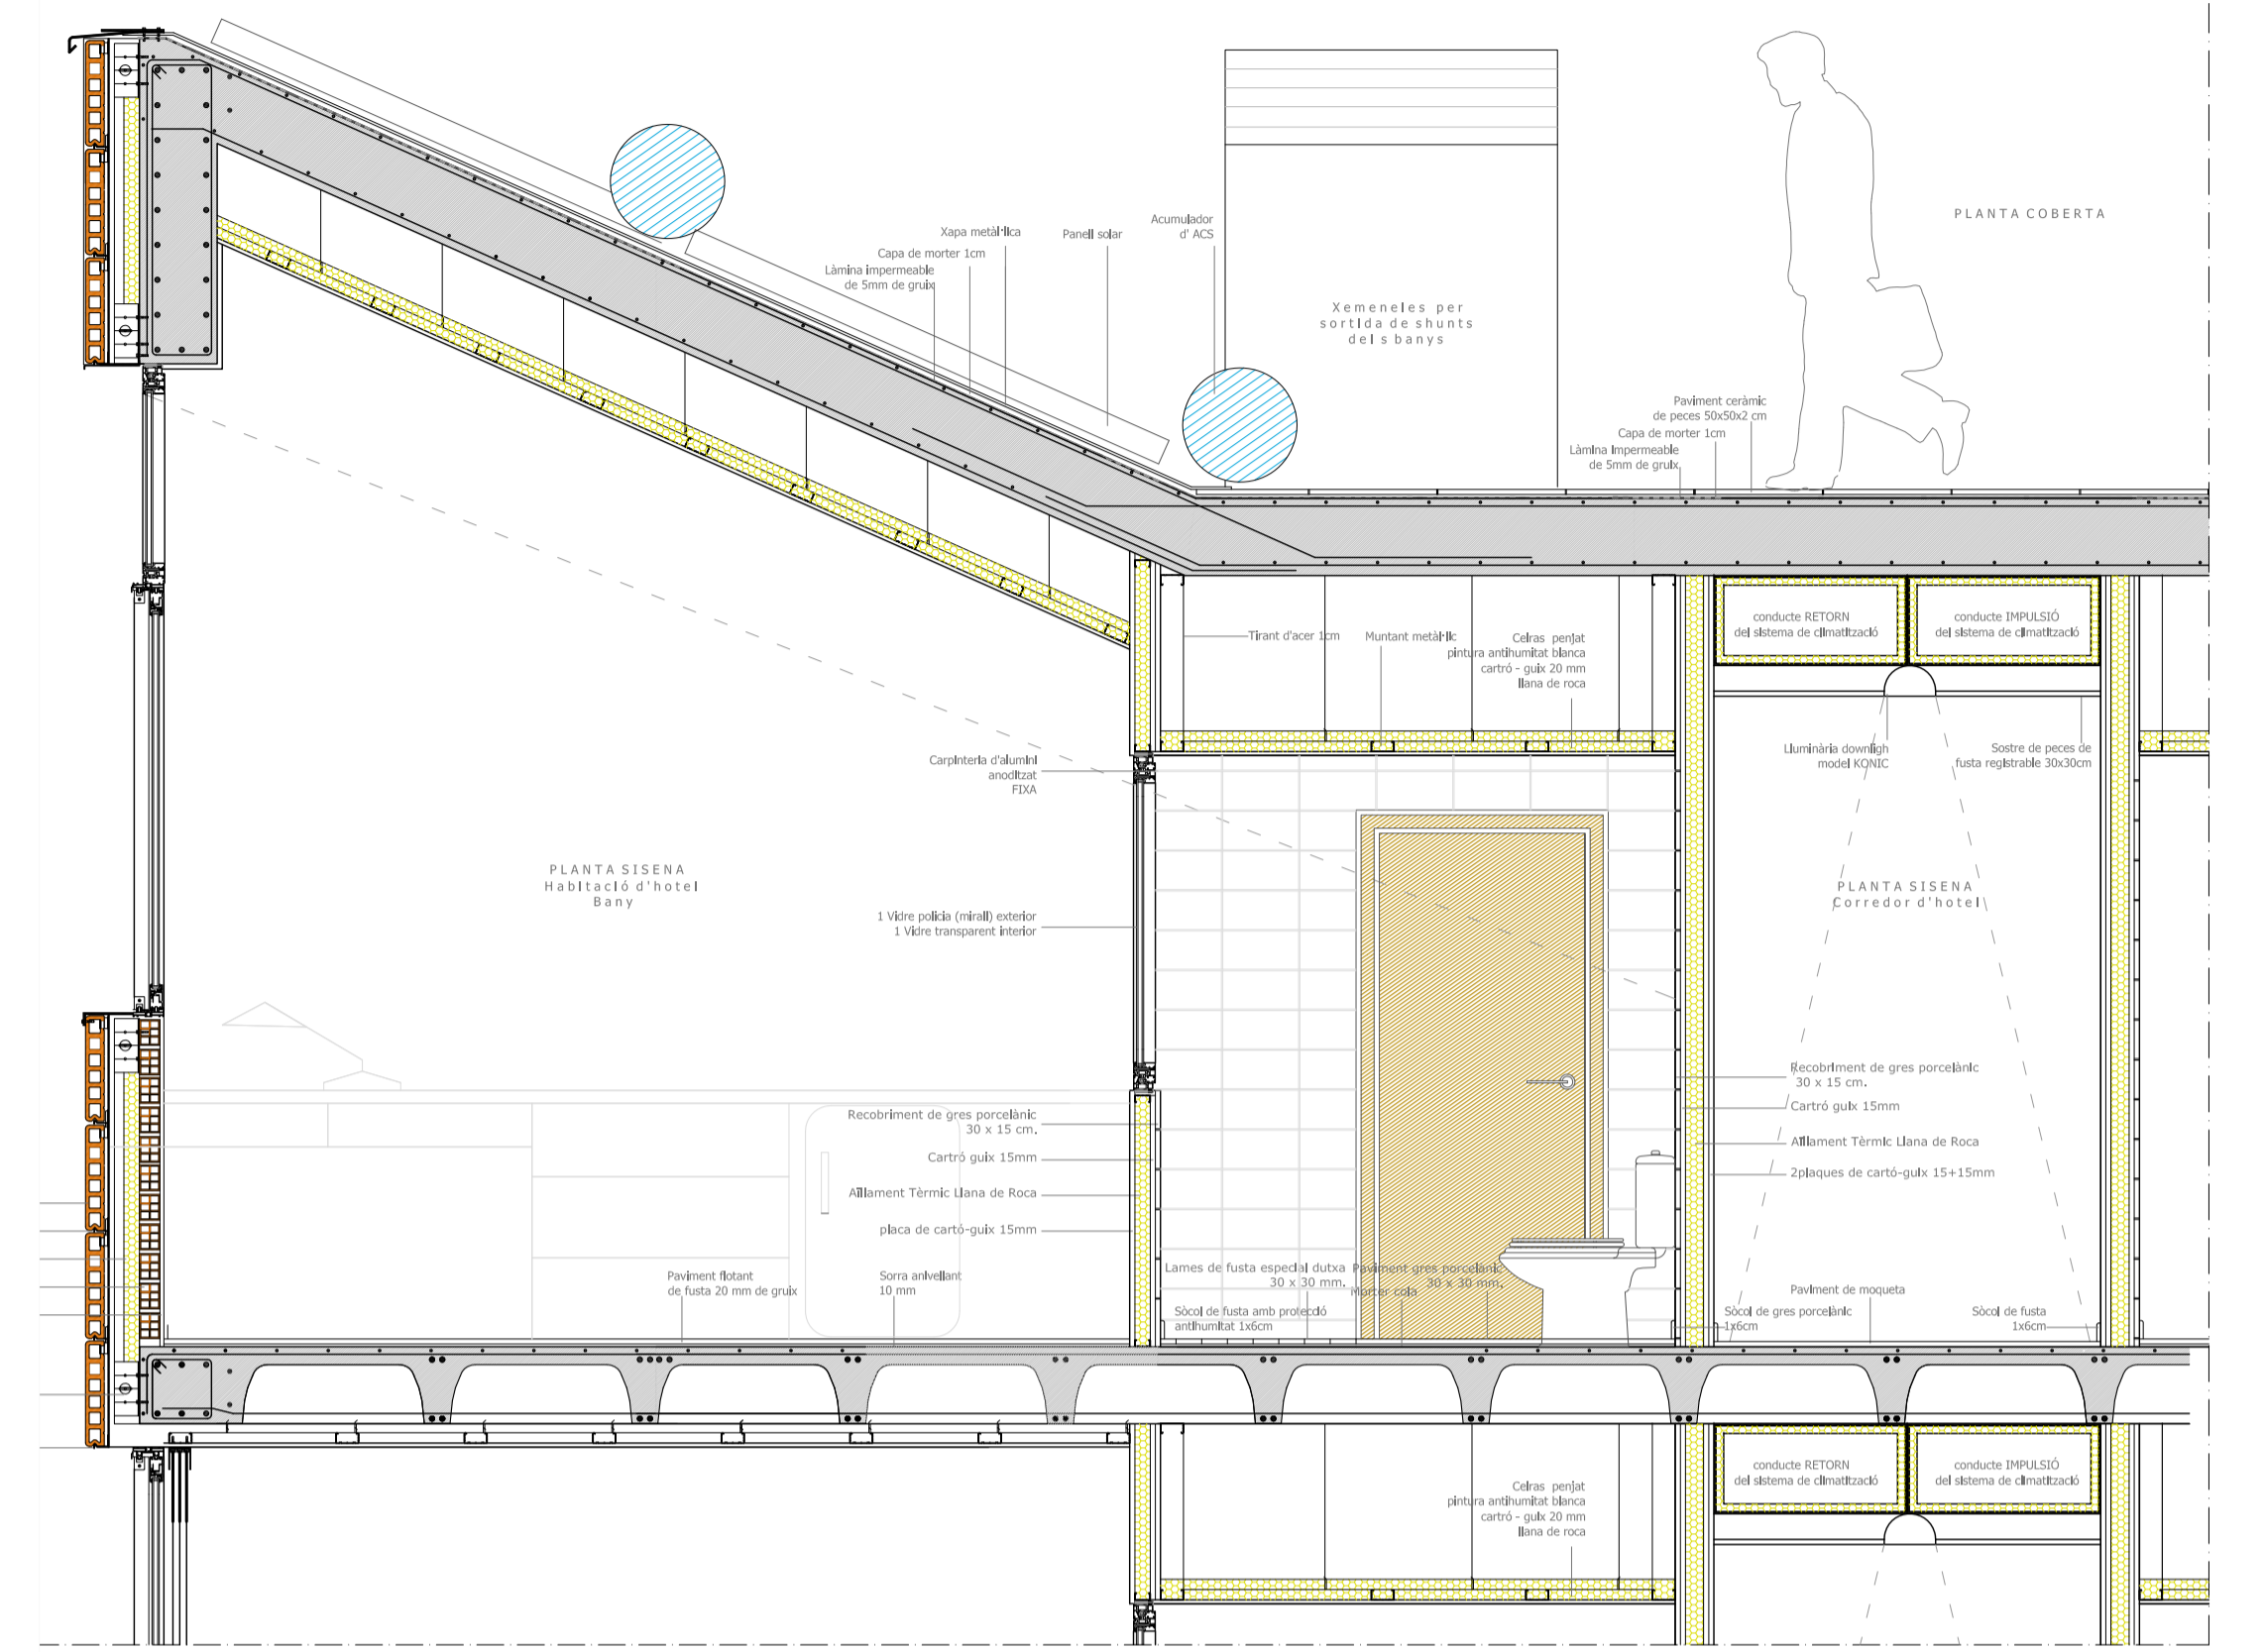 Acumulador
d' ACS
Xapa metàl·lica
Panell solar
Capa de morter 1cm
Làmina impermeable
de 5mm de gruix
PLANTA COBERTA
Xemeneies per
sortida de shunts
dels banys
Paviment ceràmic
de peces 50x50x2 cm
Capa de morter 1cm
Làmina impermeable
de 5mm de gruix
conducte RETORN
del sistema de climatització
conducte IMPULSIÓ
del sistema de climatització
Tirant d'acer 1cm
Muntant metàl·lic
Celras penjat
pintura antihumitat blanca
cartró - guix 20 mm
llana de roca
Carpinteria d'alumini
anoditzat
FIXA
Lluminària downligh
model KONIC
Sostre de peces de
fusta registrable 30x30cm
PLANTA SISENA
Habitació d'hotel
Bany
1 Vidre policia (mirall) exterior
1 Vidre transparent interior
PLANTA SISENA
Corredor d'hotel
Recobriment de gres porcelànic
30 x 15 cm.
Cartró guix 15mm
Aïllament Tèrmic Llana de Roca
2plaques de cartó-guix 15+15mm
Recobriment de gres porcelànic
30 x 15 cm.
Cartró guix 15mm
Aïllament Tèrmic Llana de Roca
placa de cartó-guix 15mm
Paviment flotant
de fusta 20 mm de gruix
Sorra anivellant
10 mm
Lames de fusta especial dutxa
30 x 30 mm.
Paviment gres porcelànic
30 x 30 mm.
Morter cola
Sòcol de fusta amb protecció
antihumitat 1x6cm
Paviment de moqueta
Sòcol de gres porcelànic
1x6cm
Sòcol de fusta
1x6cm
conducte RETORN
del sistema de climatització
conducte IMPULSIÓ
del sistema de climatització
Celras penjat
pintura antihumitat blanca
cartró - guix 20 mm
llana de roca